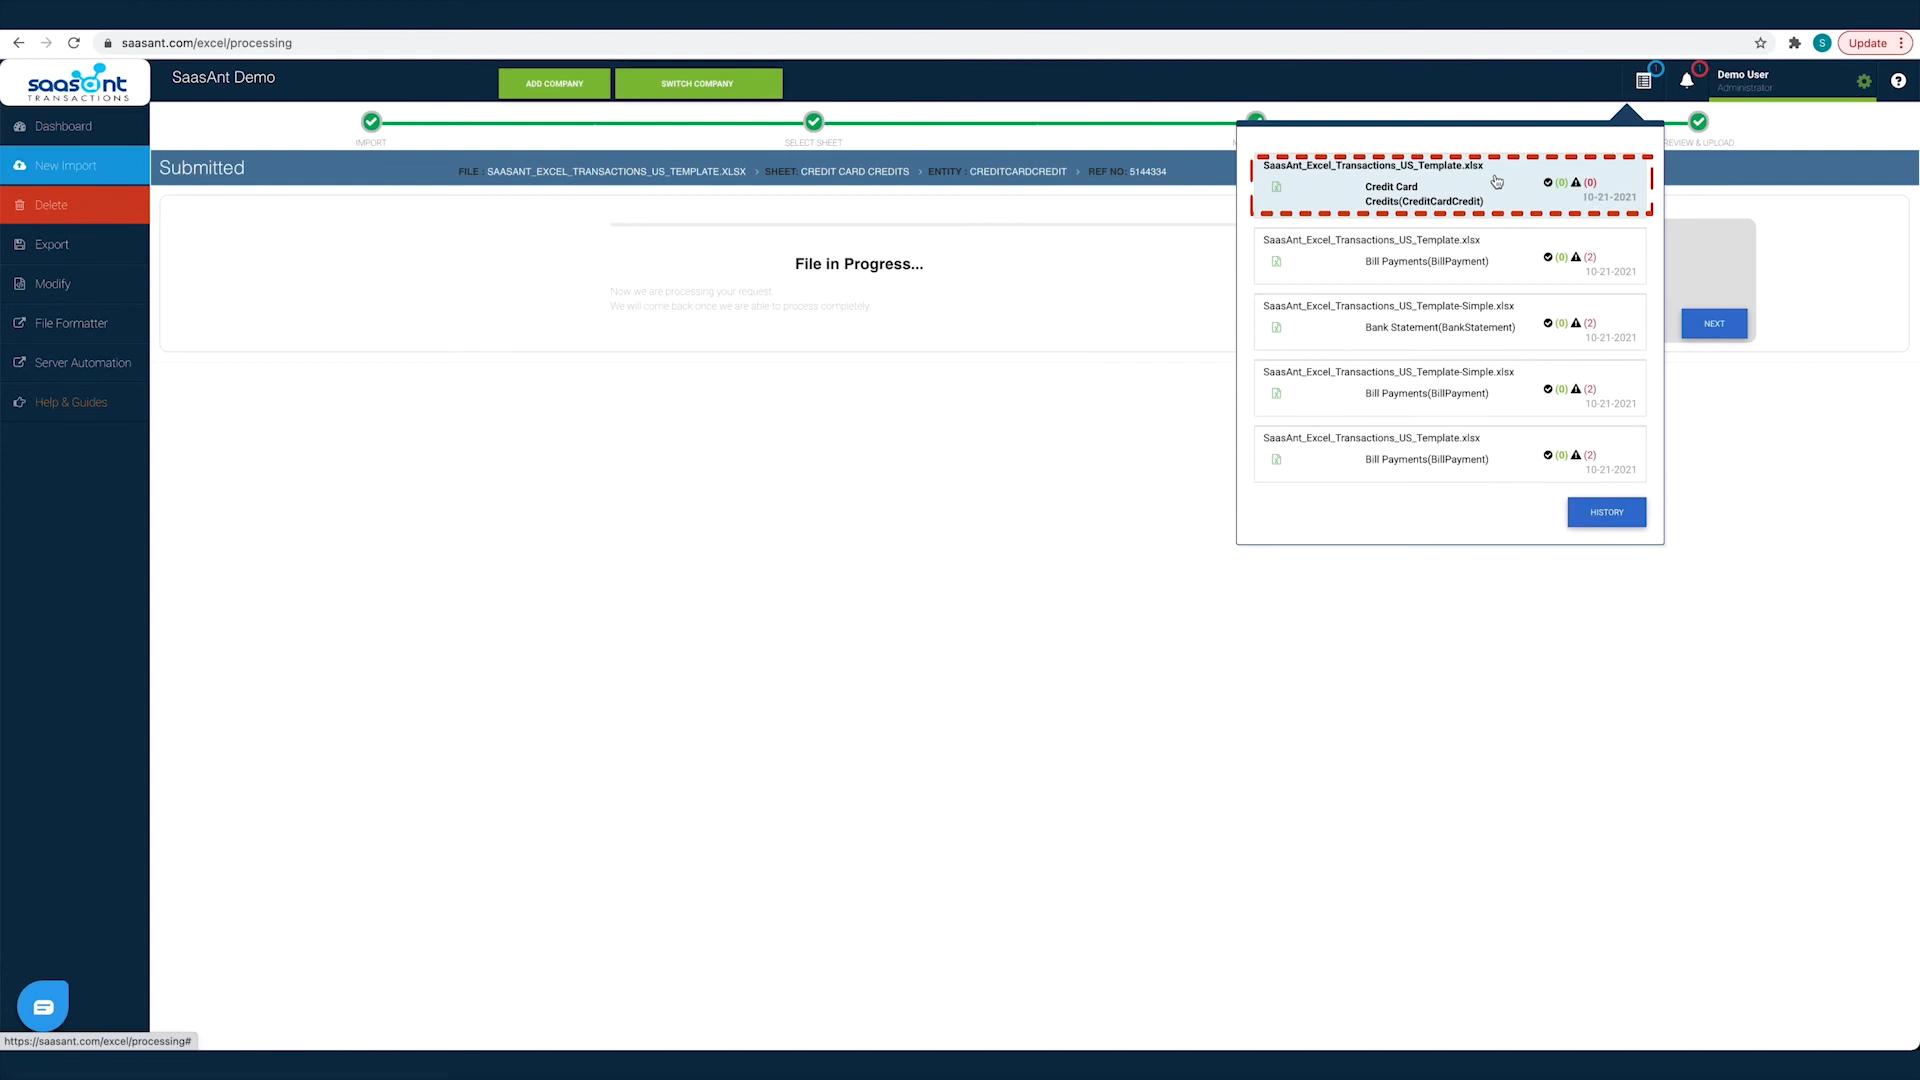 saasant.com/excel/processing
S
Update
saasant
TRANSACTIONS
SaasAnt Demo
ADD COMPANY
SWITCH COMPANY
1
1
Demo User
Administrator
?
Dashboard
New Import
Delete
Export
Modify
File Formatter
Server Automation
Help & Guides
IMPORT
SELECT SHEET
REVIEW & UPLOAD
Submitted
FILE : SAASANT_EXCEL_TRANSACTIONS_US_TEMPLATE.XLSX > SHEET: CREDIT CARD CREDITS > ENTITY : CREDITCARDCREDIT > REF NO: 5144334
File in Progress...
Now we are processing your request.
We will come back once we are able to process completely
SaasAnt_Excel_Transactions_US_Template.xlsx
Credit Card
Credits(CreditCardCredit)
(0) (0)
10-21-2021
SaasAnt_Excel_Transactions_US_Template.xlsx
Bill Payments(BillPayment)
(0) (2)
10-21-2021
SaasAnt_Excel_Transactions_US_Template-Simple.xlsx
Bank Statement(BankStatement)
(0) (2)
10-21-2021
SaasAnt_Excel_Transactions_US_Template-Simple.xlsx
Bill Payments(BillPayment)
(0) (2)
10-21-2021
SaasAnt_Excel_Transactions_US_Template.xlsx
Bill Payments(BillPayment)
(0) (2)
10-21-2021
HISTORY
NEXT
https://saasant.com/excel/processing#